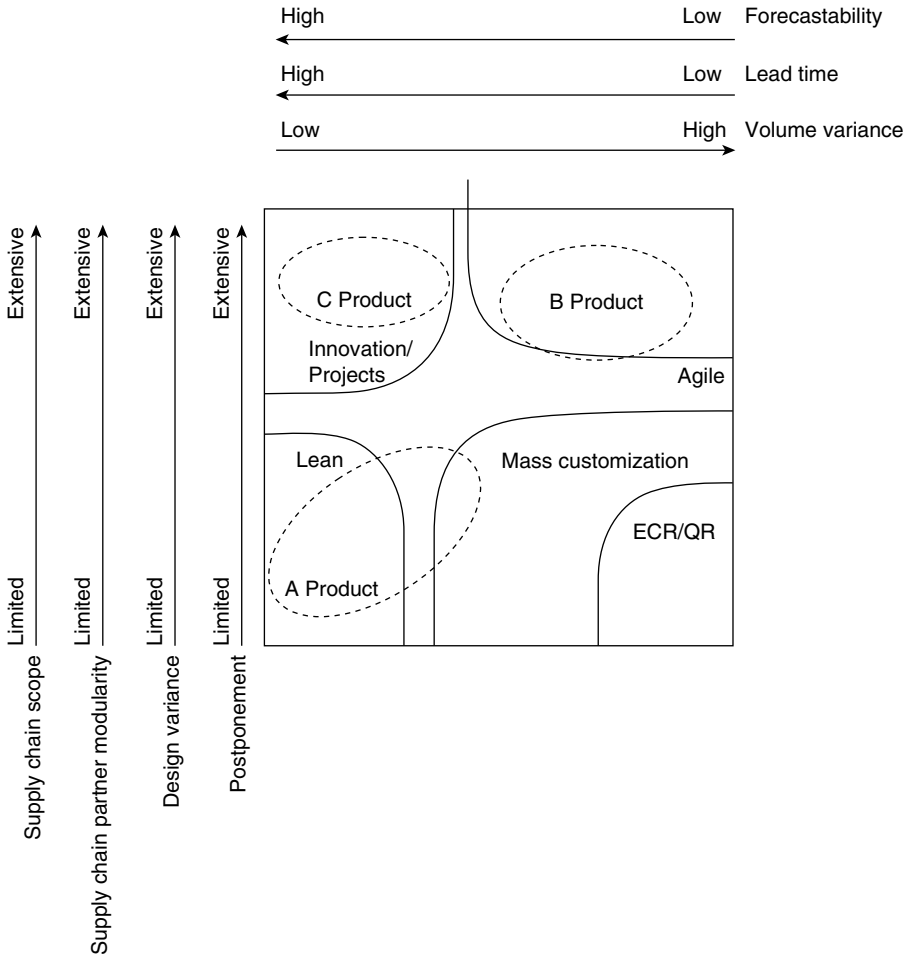 High Low Forecastability
High Low Lead time
Low High Volume variance
Extensive
Extensive
Extensive
Extensive
Limited
Limited
Limited
Limited
Supply chain scope
Supply chain partner modularity
Design variance
Postponement
C Product
B Product
Innovation/
Projects
Agile
Lean
Mass customization
ECR/QR
A Product